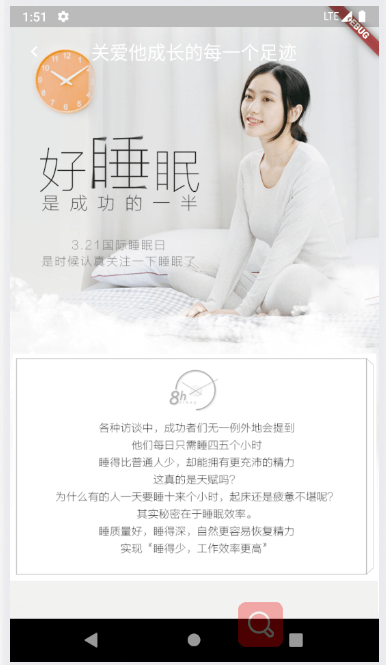 1:51
LTE
DEBUG
关爱他成长的每一个足迹
12
好睡眠
是成功的一半
3.21国际睡眠日
是时候认真关注一下睡眠了
8h
各种访谈中，成功者们无一例外地会提到
他们每日只需睡四五个小时
睡得比普通人少，却能拥有更充沛的精力
这真的是天赋吗？
为什么有的人一天要睡十来个小时，起床还是疲惫不堪呢？
其实秘密在于睡眠效率。
睡质量好，睡得深，自然更容易恢复精力
实现“睡得少，工作效率更高”